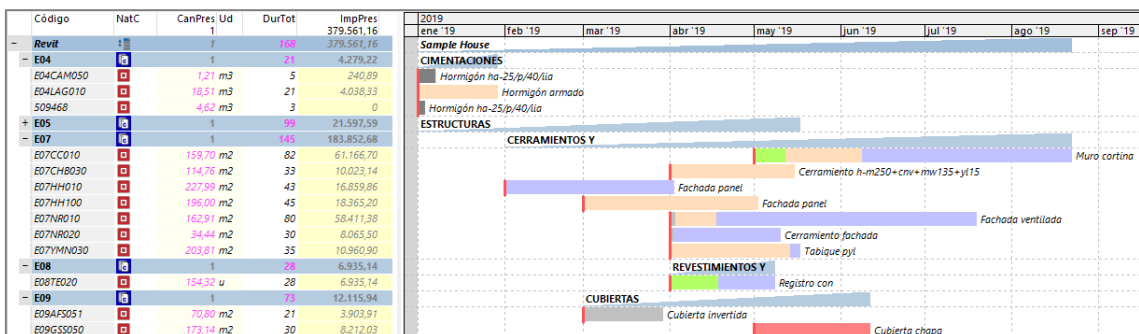 Código NatC CanPres Ud DurTot ImpPres 2019
1 379.561,16 ene '19 feb '19 mar '19 abr '19 may '19 jun '19 jul '19 ago '19 sep '19
− Revit 1 168 379.561,16 Sample House
− E04 1 21 4.279,22 CIMENTACIONES
E04CAM050 1,21 m3 5 240,89 Hormigón ha-25/p/40/iia
E04LAG010 18,51 m3 21 4.038,33 Hormigón armado
509468 4,62 m3 3 0 Hormigón ha-25/p/40/iia
+ E05 1 99 21.597,59 ESTRUCTURAS
− E07 1 145 183.852,68 CERRAMIENTOS Y
E07CC010 159,70 m2 82 61.166,70 Muro cortina
E07CHB030 114,76 m2 33 10.023,14 Cerramiento h-m250+cnv+mw135+yl15
E07HH010 227,99 m2 43 16.859,86 Fachada panel
E07HH100 196,00 m2 45 18.365,20 Fachada panel
E07NR010 162,91 m2 80 58.411,38 Fachada ventilada
E07NR020 34,44 m2 30 8.065,50 Cerramiento fachada
E07YMN030 203,81 m2 35 10.960,90 Tabique pyl
− E08 1 28 6.935,14 REVESTIMIENTOS Y
E08TE020 154,32 u 28 6.935,14 Registro con
− E09 1 73 12.115,94 CUBIERTAS
E09AFS051 70,80 m2 21 3.903,91 Cubierta invertida
E09GSS050 173,14 m2 30 8.212,03 Cubierta chapa